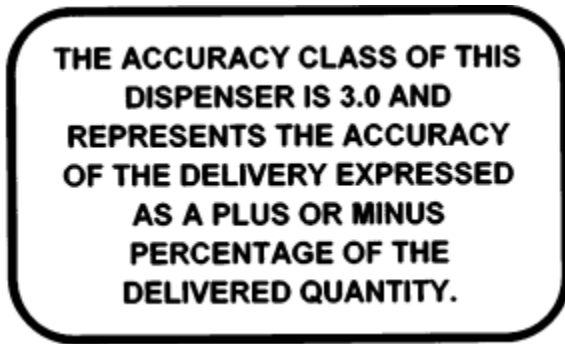 THE ACCURACY CLASS OF THIS
DISPENSER IS 3.0 AND
REPRESENTS THE ACCURACY
OF THE DELIVERY EXPRESSED
AS A PLUS OR MINUS
PERCENTAGE OF THE
DELIVERED QUANTITY.